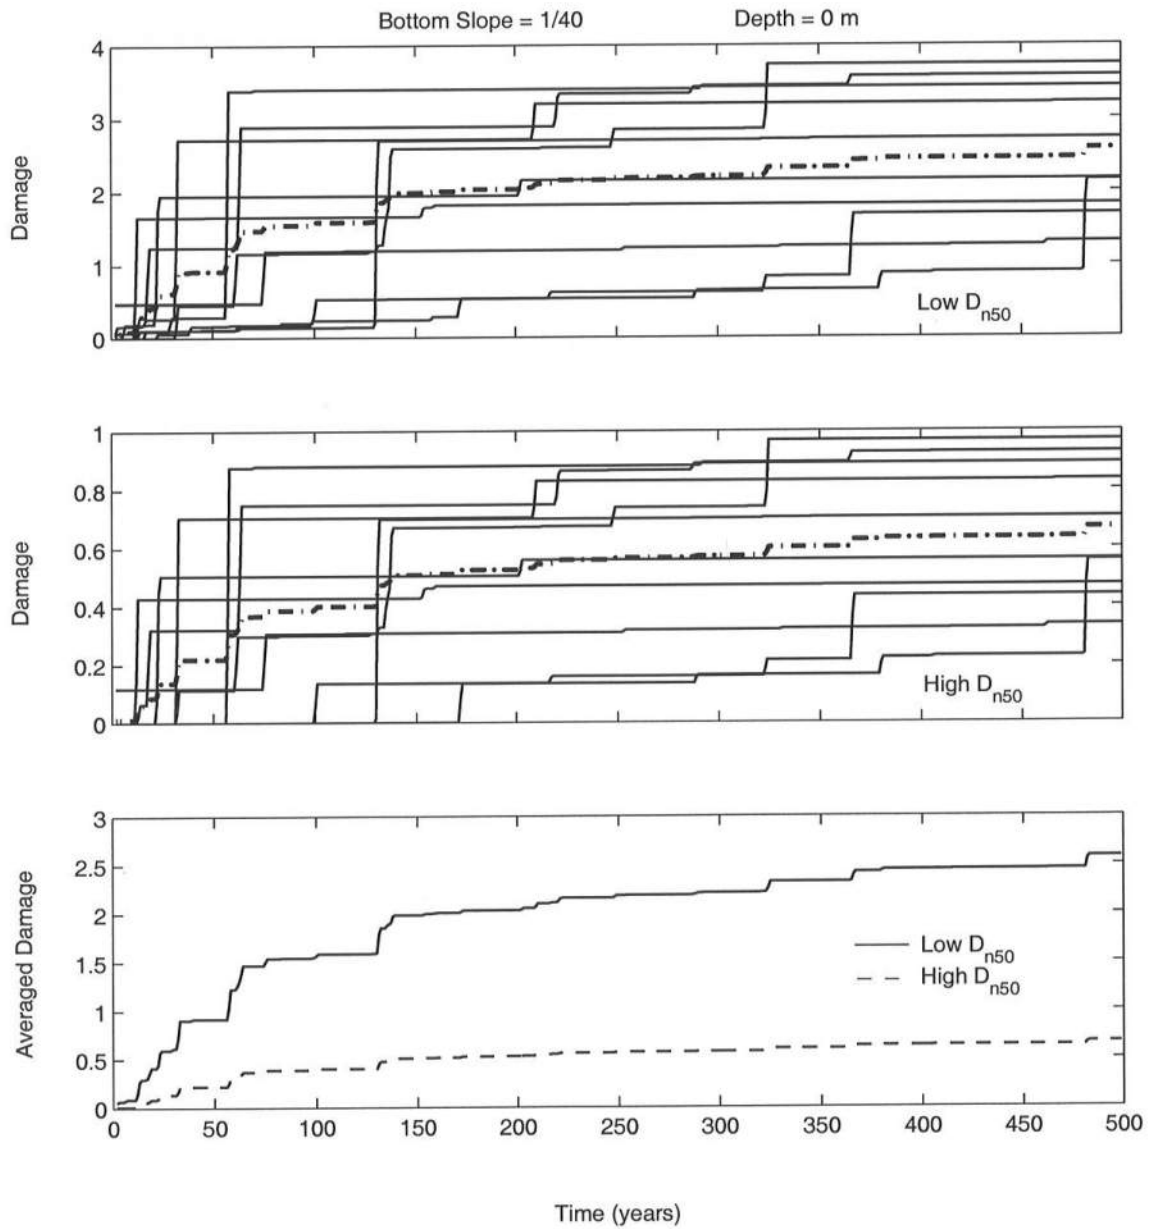 Bottom Slope = 1/40 Depth = 0 m
4
3
2
1
0
Damage
Low Dn50
1
0.8
0.6
0.4
0.2
0
Damage
High Dn50
3
2.5
2
1.5
1
0.5
0
Averaged Damage
Low Dn50
High Dn50
0 50 100 150 200 250 300 350 400 450 500
Time (years)